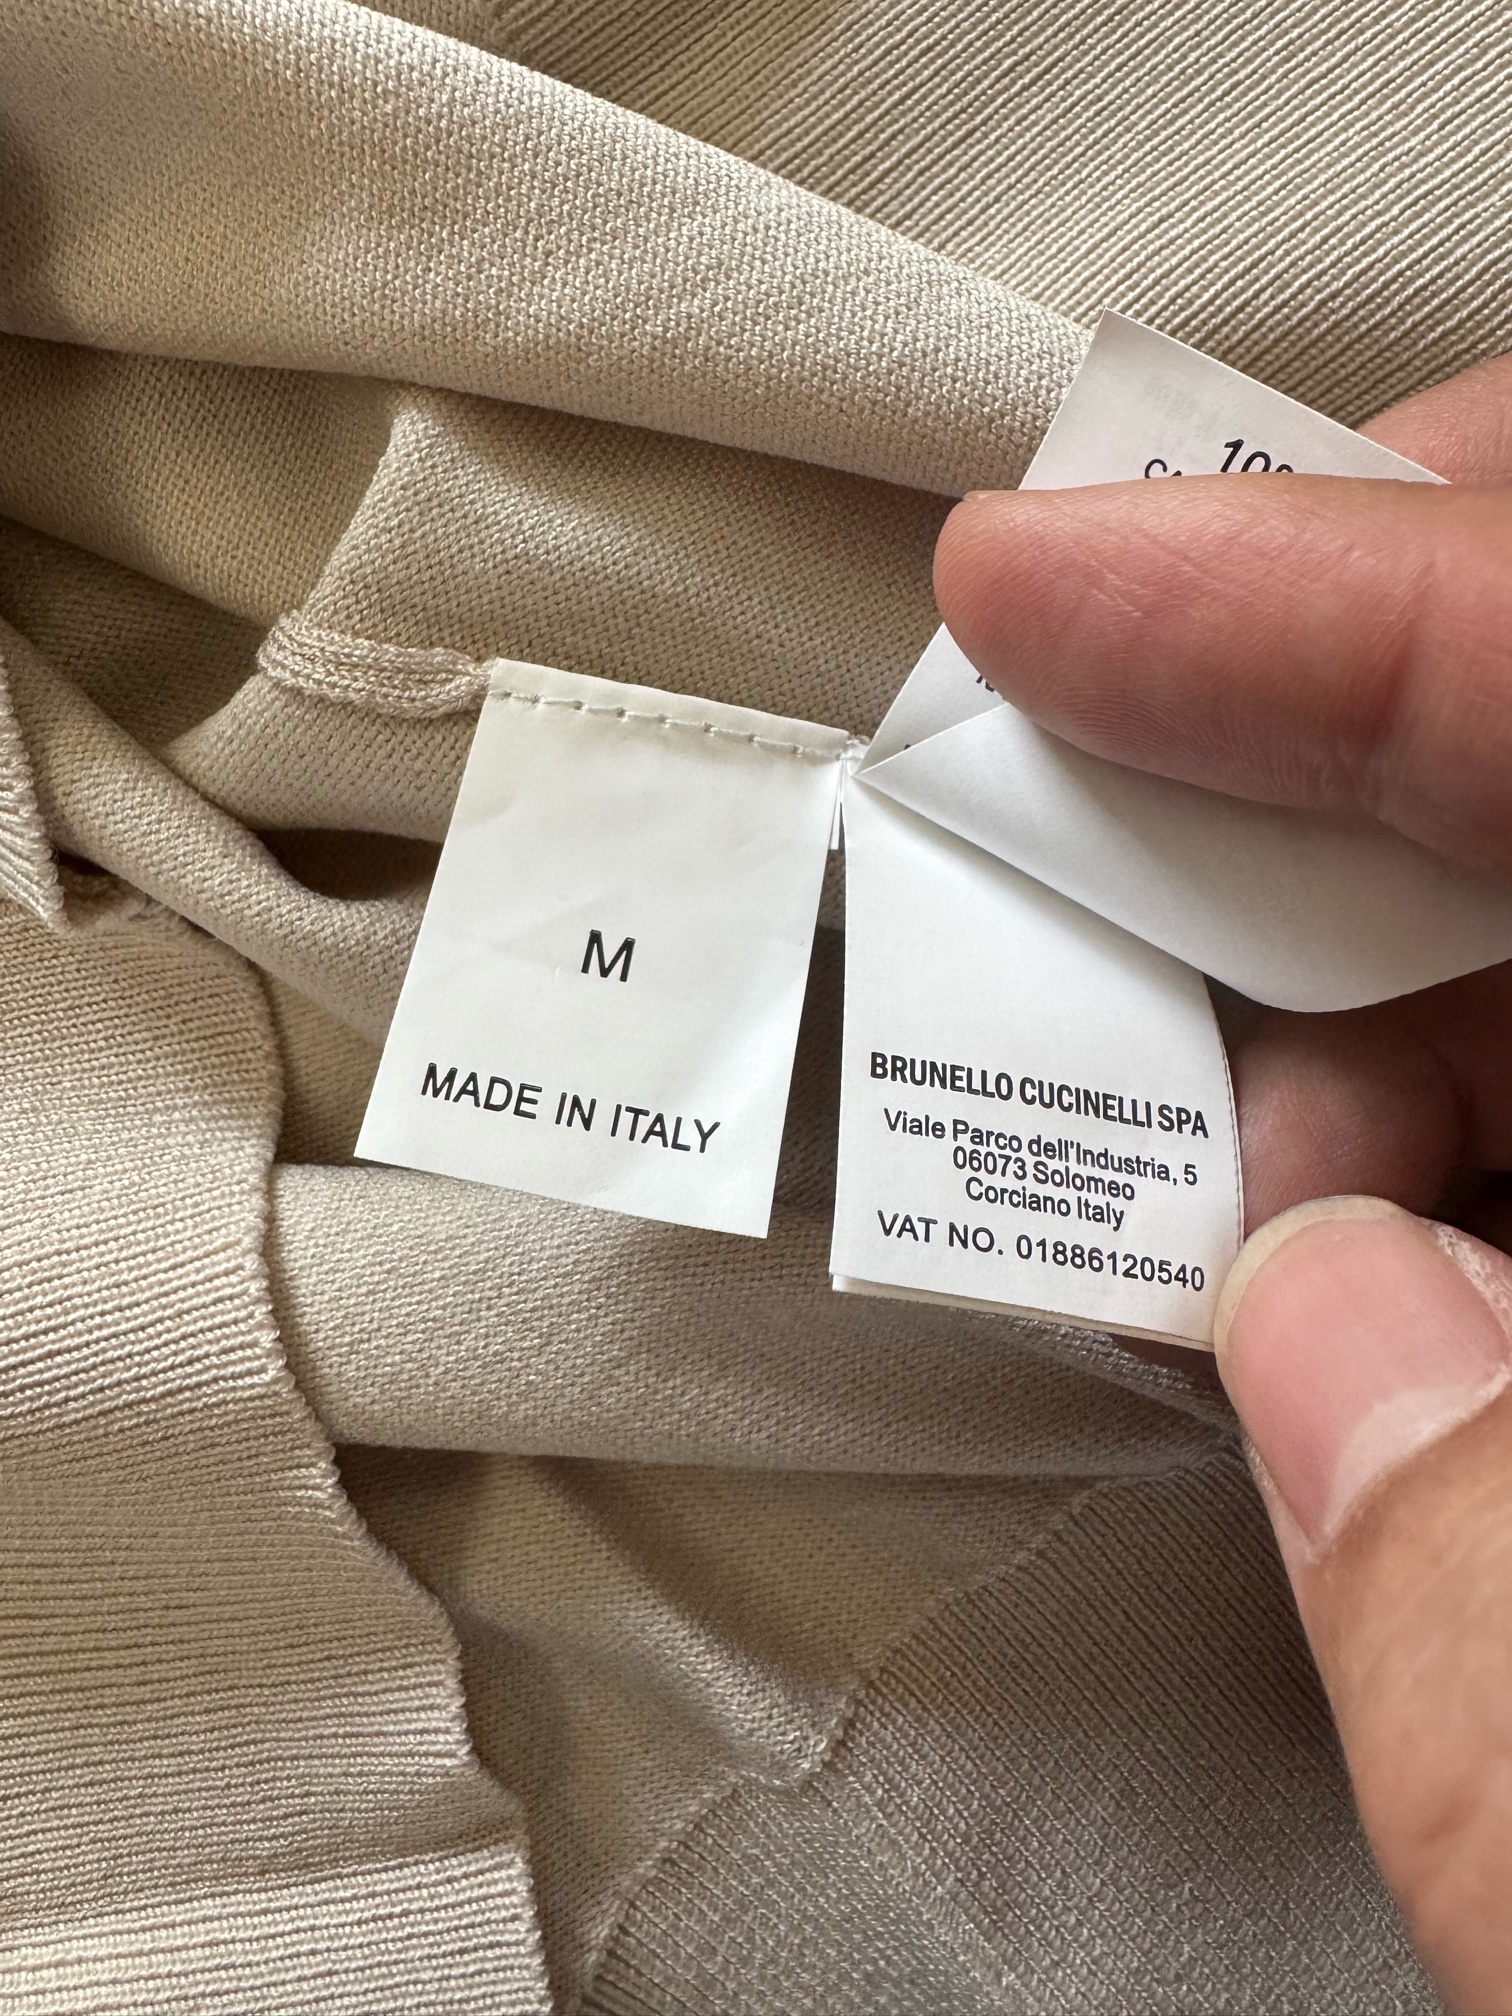 M
MADE IN ITALY
BRUNELLO CUCINELLI SPA
Viale Parco dell'Industria, 5
06073 Solomeo
Corciano Italy
VAT NO. 01886120540